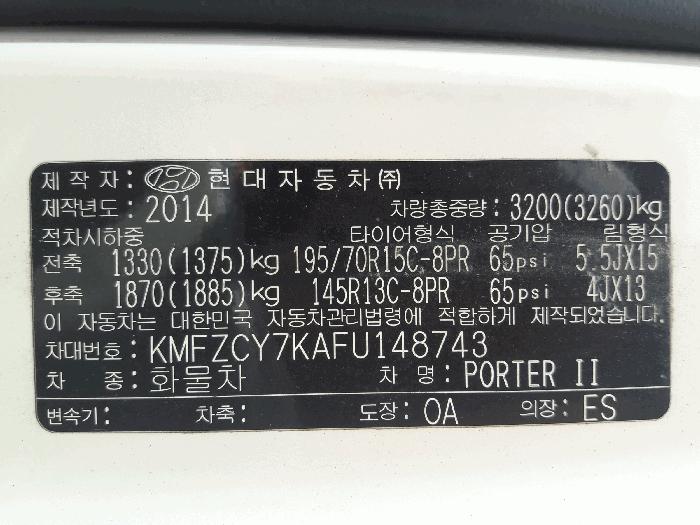 제 작 자: 현대자동차㈜
제작년도: 2014 차량총중량: 3200(3260)kg
적차시하중 타이어형식 공기압 림형식
전축 1330(1375)kg 195/70R15C-8PR 65psi 5.5JX15
후축 1870(1885)kg 145R13C-8PR 65psi 4JX13
이 자동차는 대한민국 자동차관리법령에 적합하게 제작되었습니다.
차대번호: KMFZCY7KAFU148743
차 종: 화물차 차 명: PORTER II
변속기: 차축: 도장: OA 의장: ES